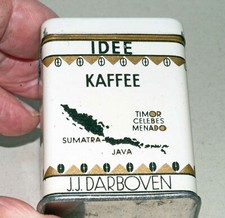 IDEE
KAFFEE
TIMOR
CELEBES
MENADO
SUMATRA
JAVA
J.J. DARBOVEN